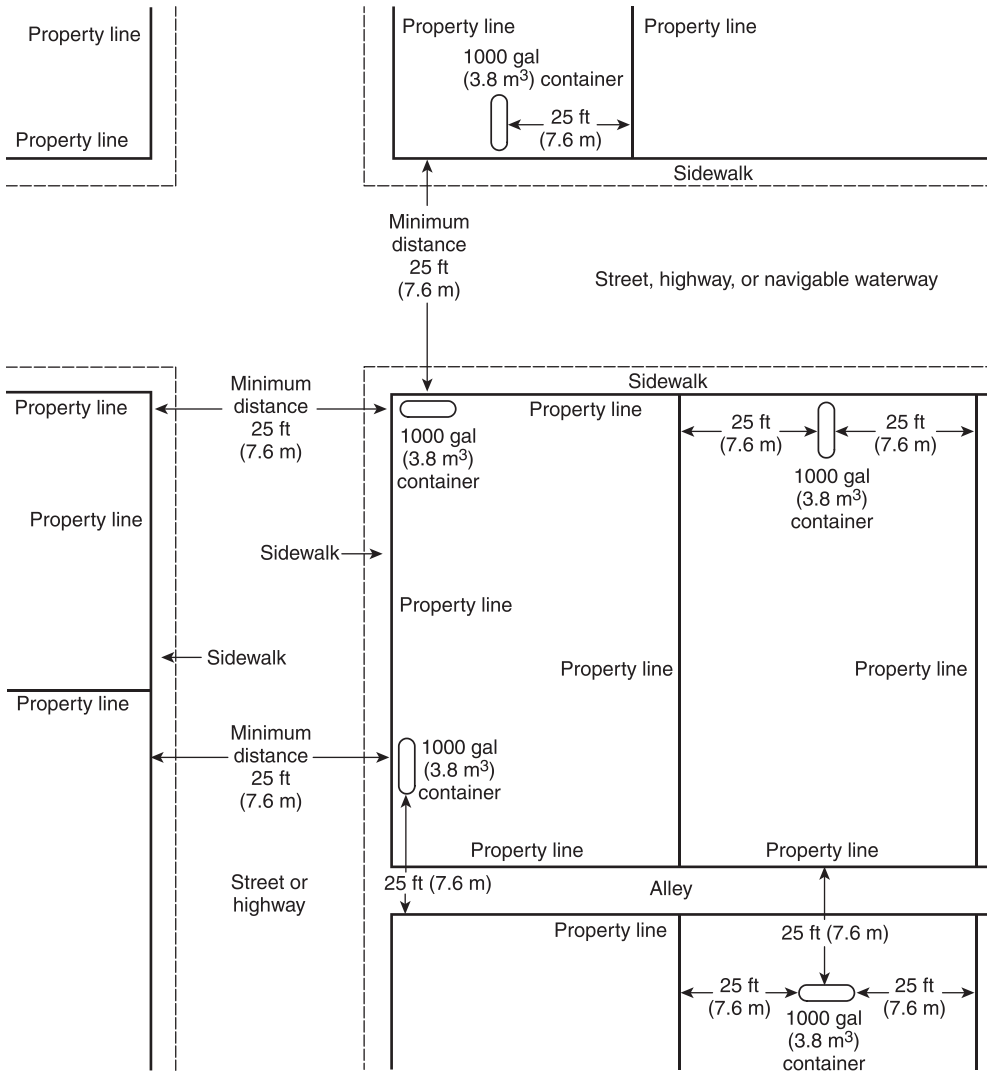 Property line
Property line
Property line
Property line
1000 gal
(3.8 m³) container
25 ft
(7.6 m)
Sidewalk
Minimum
distance
25 ft
(7.6 m)
Street, highway, or navigable waterway
Sidewalk
Property line
Minimum
distance
25 ft
(7.6 m)
Property line
1000 gal
(3.8 m³)
container
25 ft
(7.6 m)
25 ft
(7.6 m)
1000 gal
(3.8 m³)
container
Property line
Sidewalk
Property line
Sidewalk
Property line
Property line
Property line
Minimum
distance
25 ft
(7.6 m)
1000 gal
(3.8 m³)
container
Property line
Property line
25 ft (7.6 m)
Street or
highway
Alley
Property line
25 ft (7.6 m)
25 ft
(7.6 m)
25 ft
(7.6 m)
1000 gal
(3.8 m³)
container